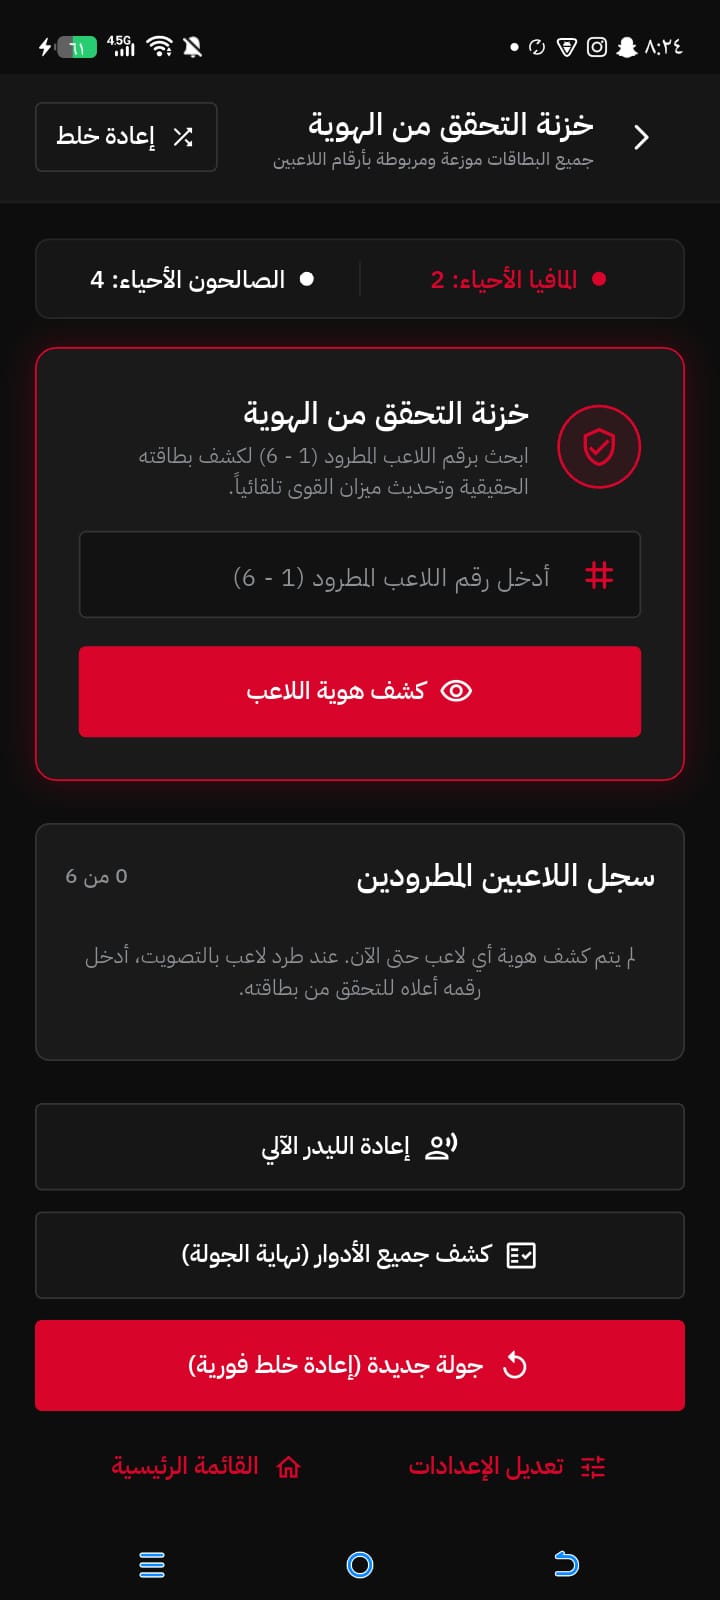 ٨:٢٤
4.5G
٦١
خزنة التحقق من الهوية
جميع البطاقات موزعة ومربوطة بأرقام اللاعبين
إعادة خلط
المافيا الأحياء: 2
الصالحون الأحياء: 4
خزنة التحقق من الهوية
ابحث برقم اللاعب المطرود (1 - 6) لكشف بطاقته
الحقيقية وتحديث ميزان القوى تلقائياً.
أدخل رقم اللاعب المطرود (1 - 6)
كشف هوية اللاعب
سجل اللاعبين المطرودين
0 من 6
لم يتم كشف هوية أي لاعب حتى الآن. عند طرد لاعب بالتصويت، أدخل
رقمه أعلاه للتحقق من بطاقته.
إعادة الليدر الآلي
كشف جميع الأدوار (نهاية الجولة)
جولة جديدة (إعادة خلط فورية)
تعديل الإعدادات
القائمة الرئيسية